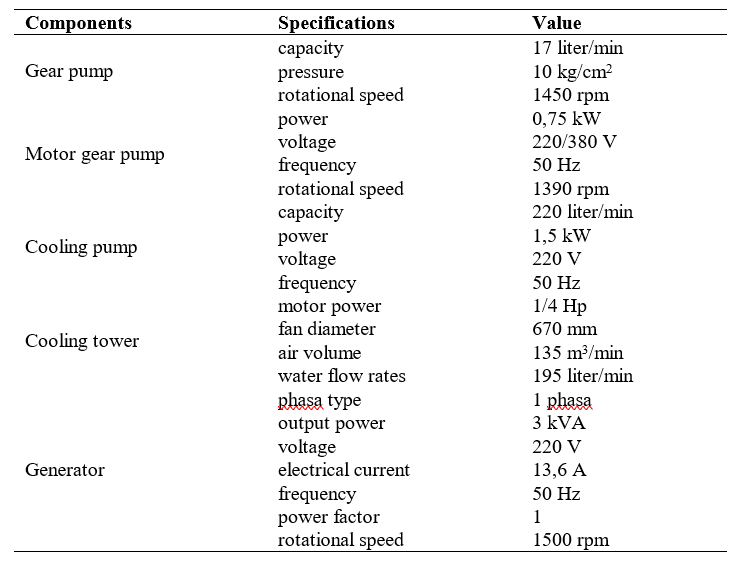 Components Specifications Value
capacity 17 liter/min
Gear pump pressure 10 kg/cm²
rotational speed 1450 rpm
power 0,75 kW
voltage 220/380 V
Motor gear pump
frequency 50 Hz
rotational speed 1390 rpm
capacity 220 liter/min
power 1,5 kW
Cooling pump
voltage 220 V
frequency 50 Hz
motor power 1/4 Hp
fan diameter 670 mm
Cooling tower
air volume 135 m³/min
water flow rates 195 liter/min
phasa type 1 phasa
output power 3 kVA
voltage 220 V
Generator electrical current 13,6 A
frequency 50 Hz
power factor 1
rotational speed 1500 rpm